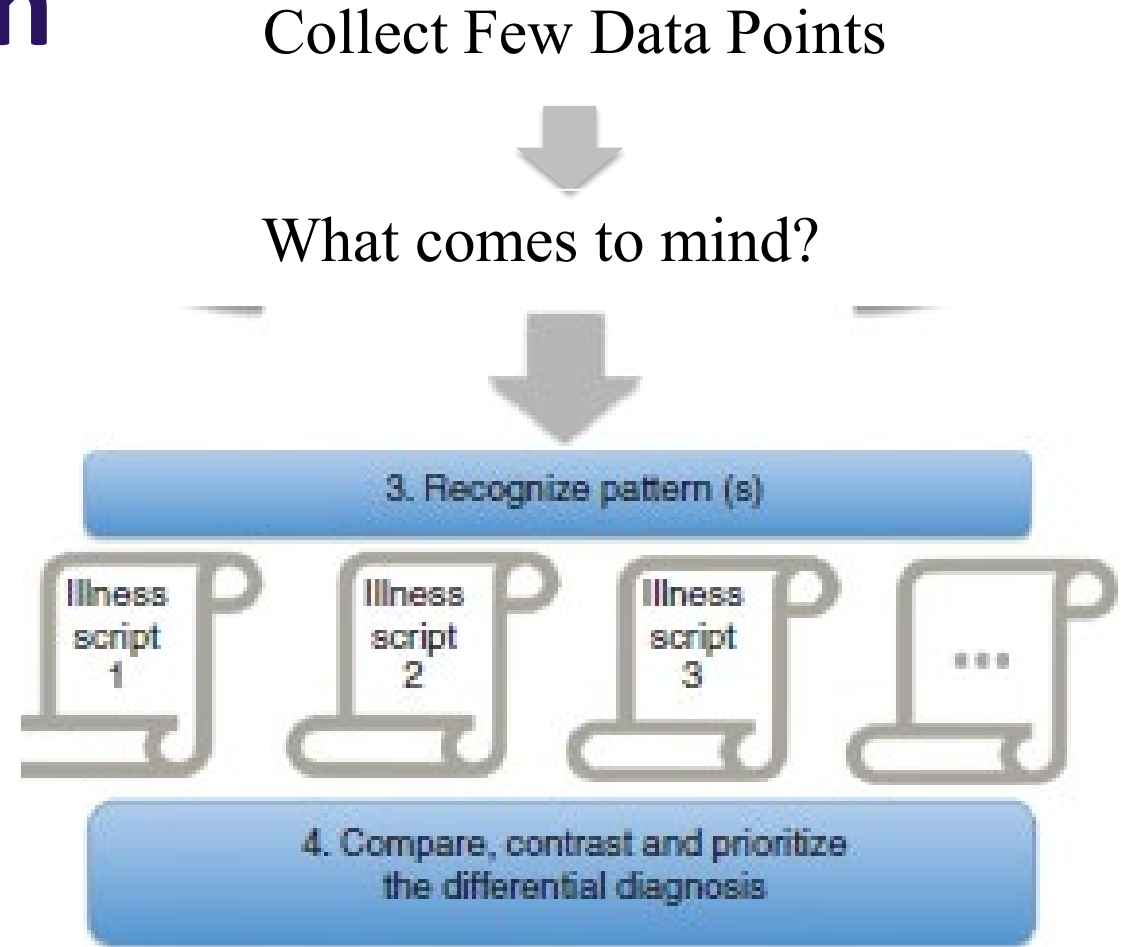 n
Collect Few Data Points
What comes to mind?
3. Recognize pattern (s)
Illness
script
1
Illness
script
2
Illness
script
3
...
4. Compare, contrast and prioritize
the differential diagnosis